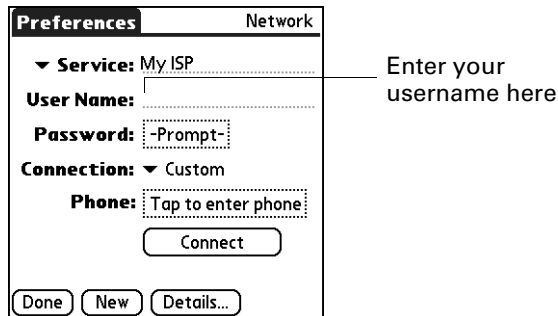 Preferences Network
Service: My ISP
User Name:
Password: -Prompt-
Connection: Custom
Phone: Tap to enter phone
Connect
Done New Details...
Enter your
username here